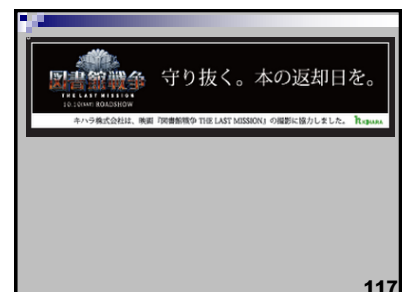 図書館戦争
THE LAST MISSION
10.10(SAT) ROADSHOW
守り抜く。本の返却日を。
キハラ株式会社は、映画『図書館戦争 THE LAST MISSION』の撮影に協力しました。 KIHARA
117